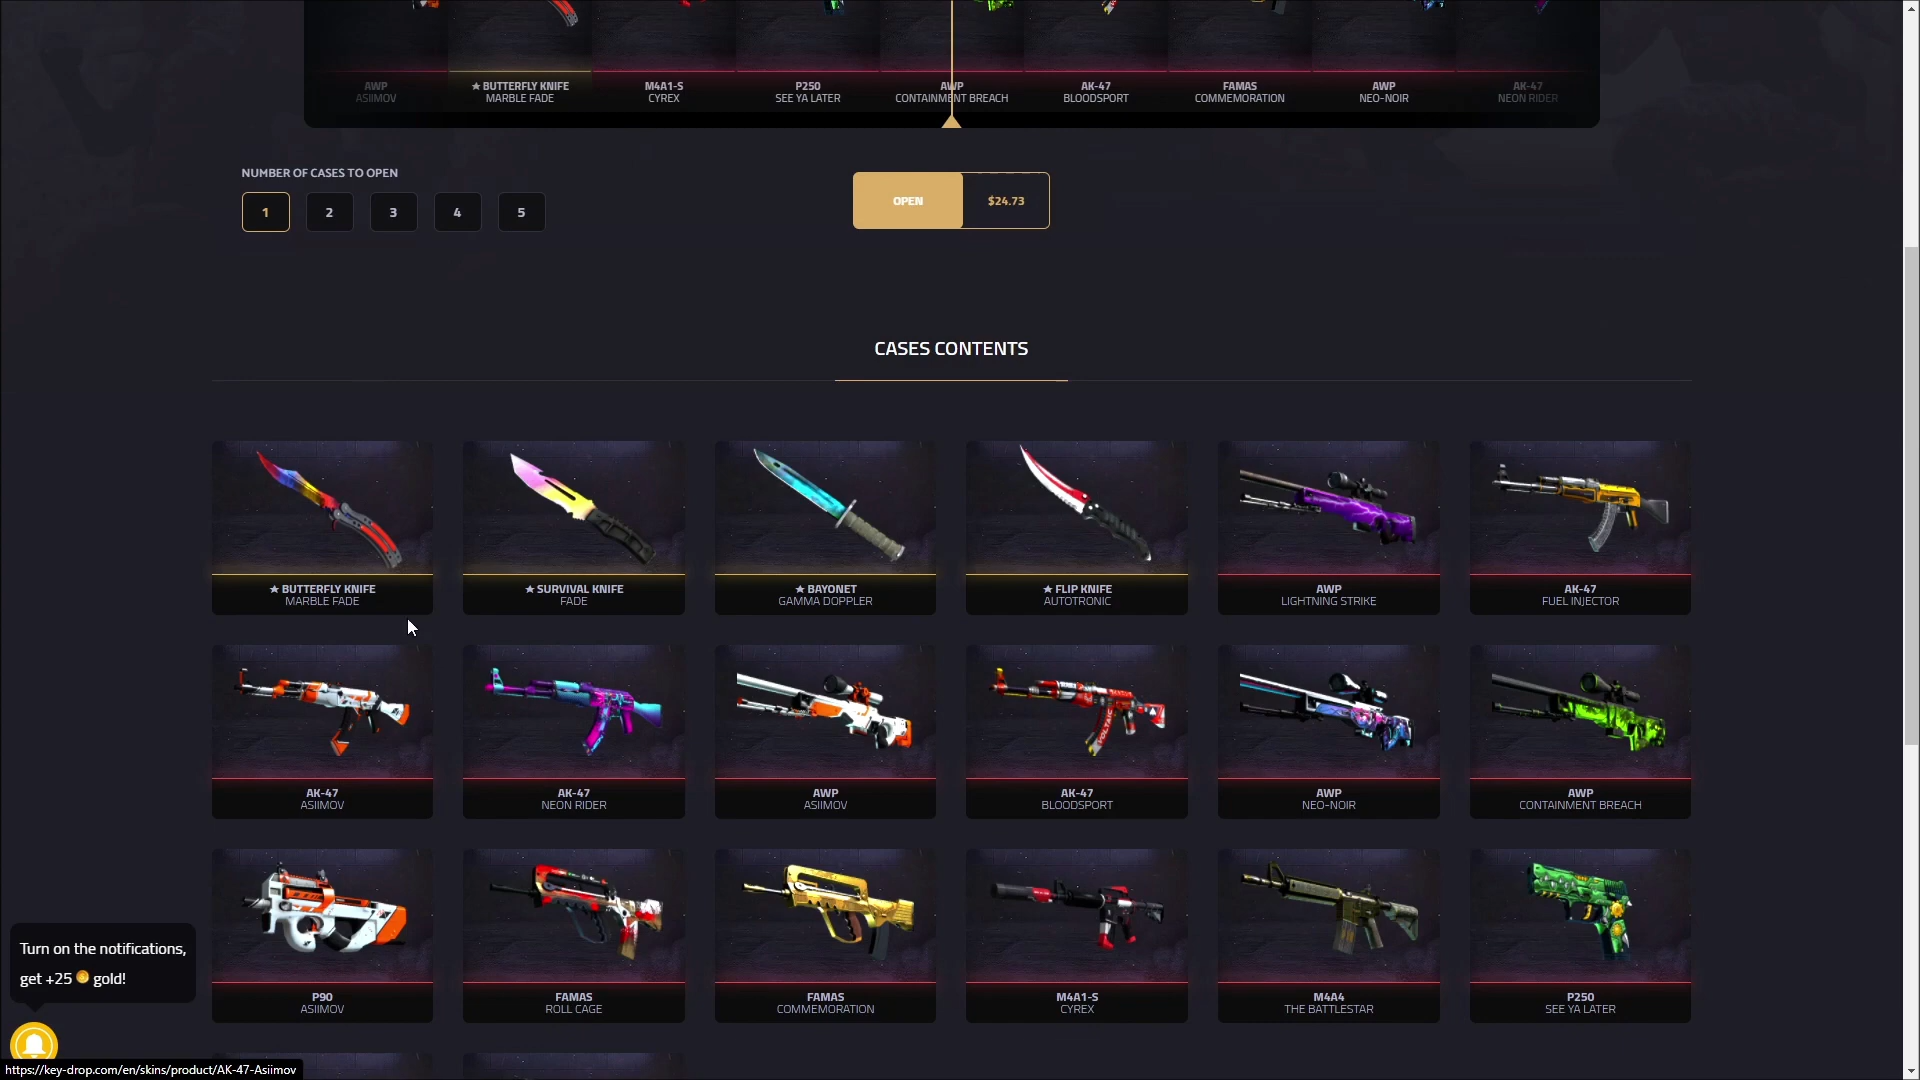 AWP
ASIIMOV
★ BUTTERFLY KNIFE
MARBLE FADE
M4A1-S
CYREX
P250
SEE YA LATER
AWP
CONTAINMENT BREACH
AK-47
BLOODSPORT
FAMAS
COMMEMORATION
AWP
NEO-NOIR
AK-47
NEON RIDER
NUMBER OF CASES TO OPEN
1 2 3 4 5
OPEN $24.73
CASES CONTENTS
★ BUTTERFLY KNIFE
MARBLE FADE
★ SURVIVAL KNIFE
FADE
★ BAYONET
GAMMA DOPPLER
★ FLIP KNIFE
AUTOTRONIC
AWP
LIGHTNING STRIKE
AK-47
FUEL INJECTOR
AK-47
ASIIMOV
AK-47
NEON RIDER
AWP
ASIIMOV
AK-47
BLOODSPORT
AWP
NEO-NOIR
AWP
CONTAINMENT BREACH
P90
ASIIMOV
FAMAS
ROLL CAGE
FAMAS
COMMEMORATION
M4A1-S
CYREX
M4A4
THE BATTLESTAR
P250
SEE YA LATER
Turn on the notifications,
get +25 gold!
https://key-drop.com/en/skins/product/AK-47-Asiimov